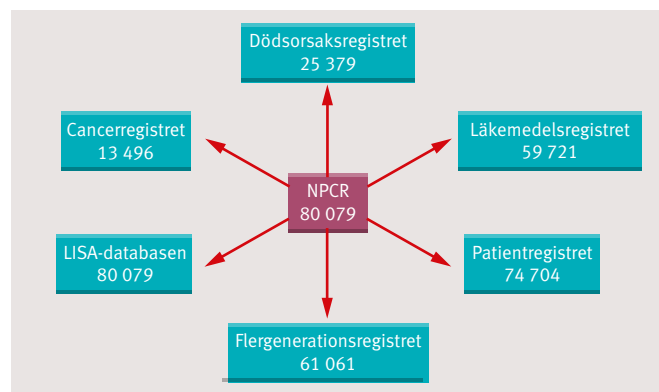 Dödsorsaksregistret
25 379
Cancerregistret
13 496
Läkemedelsregistret
59 721
NPCR
80 079
LISA-databasen
80 079
Patientregistret
74 704
Flergenerationsregistret
61 061